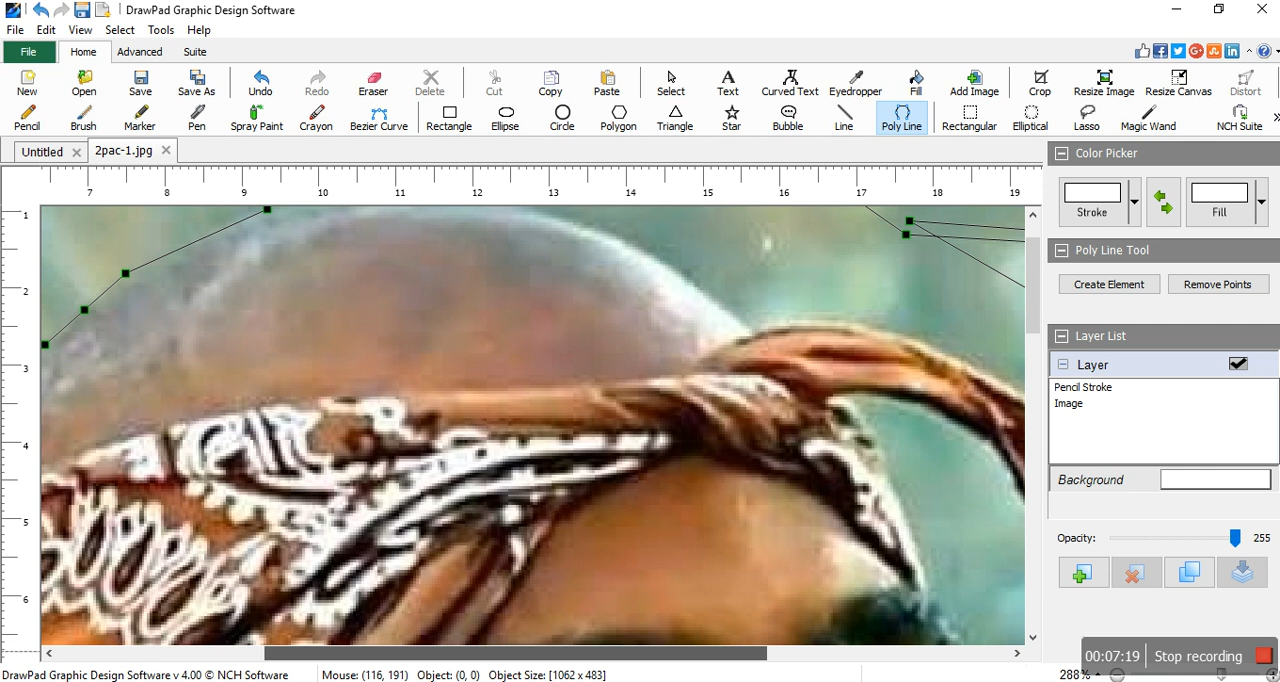 DrawPad Graphic Design Software
File Edit View Select Tools Help
File Home Advanced Suite
New Open Save Save As Undo Redo Eraser Delete Cut Copy Paste Select Text Curved Text Eyedropper Fill Add Image Crop Resize Image Resize Canvas Distort
Pencil Brush Marker Pen Spray Paint Crayon Bezier Curve Rectangle Ellipse Circle Polygon Triangle Star Bubble Line Poly Line Rectangular Elliptical Lasso Magic Wand NCH Suite
Untitled 2pac-1.jpg
7 8 9 10 11 12 13 14 15 16 17 18 19
1
2
3
4
5
6
Color Picker
Stroke Fill
Poly Line Tool
Create Element Remove Points
Layer List
Layer
Pencil Stroke
Image
Background
Opacity: 255
00:07:19 Stop recording
DrawPad Graphic Design Software v 4.00 © NCH Software Mouse: (116, 191) Object: (0, 0) Object Size: [1062 x 483] 288%